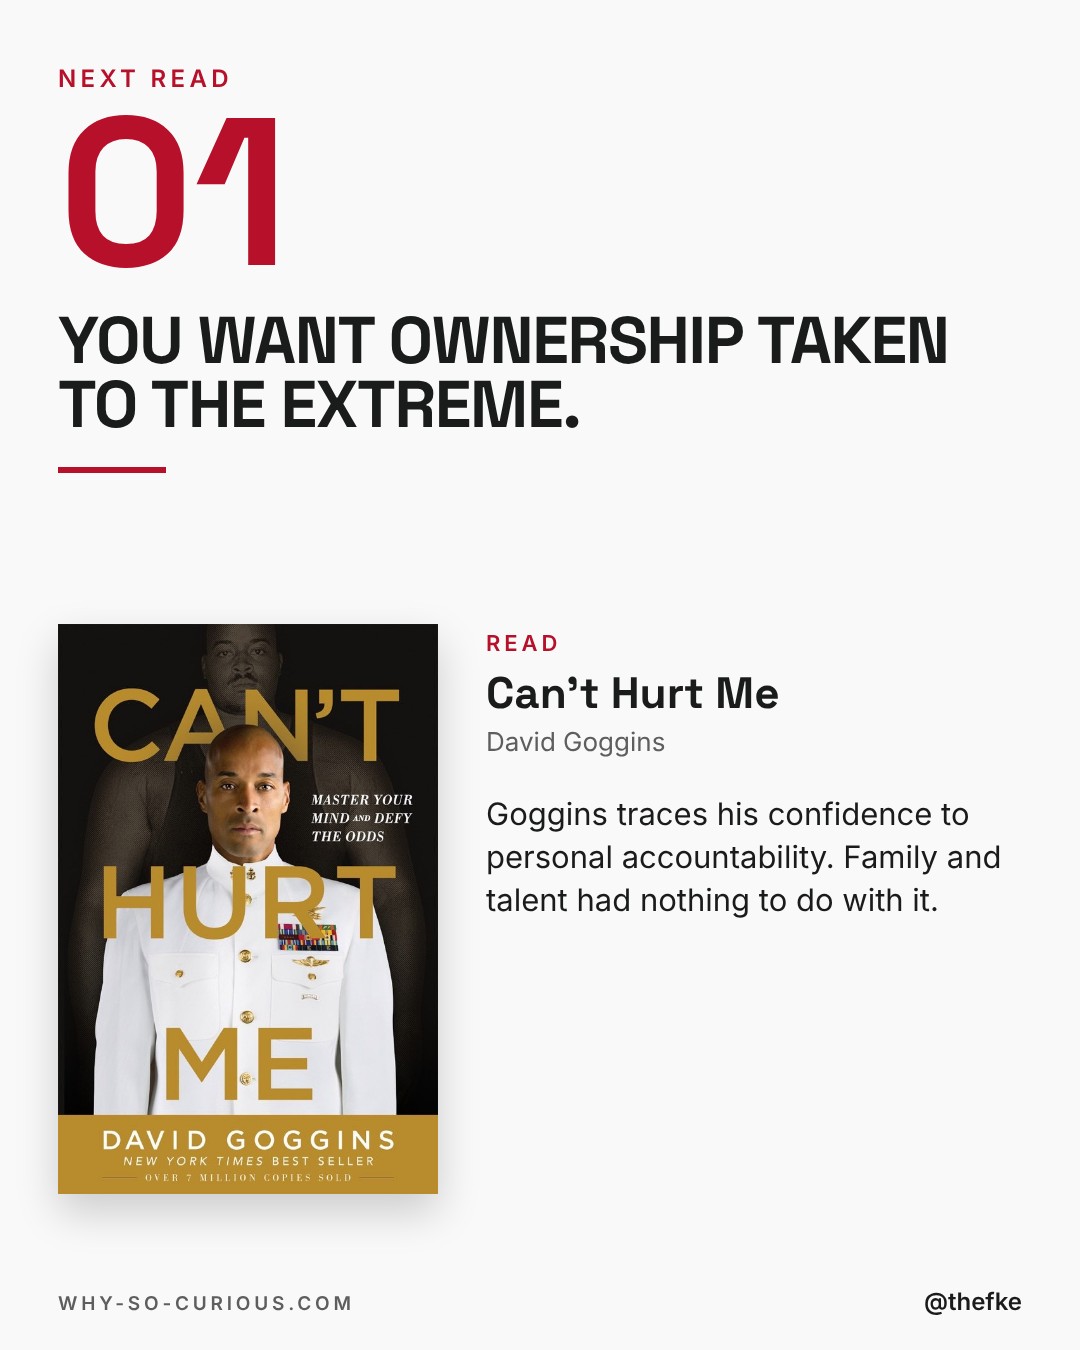 NEXT READ
01
YOU WANT OWNERSHIP TAKEN
TO THE EXTREME.
CAN'T
MASTER YOUR
MIND AND DEFY
THE ODDS
HURT
ME
DAVID GOGGINS
NEW YORK TIMES BEST SELLER
OVER 7 MILLION COPIES SOLD
READ
Can't Hurt Me
David Goggins
Goggins traces his confidence to
personal accountability. Family and
talent had nothing to do with it.
WHY-SO-CURIOUS.COM
@thefke